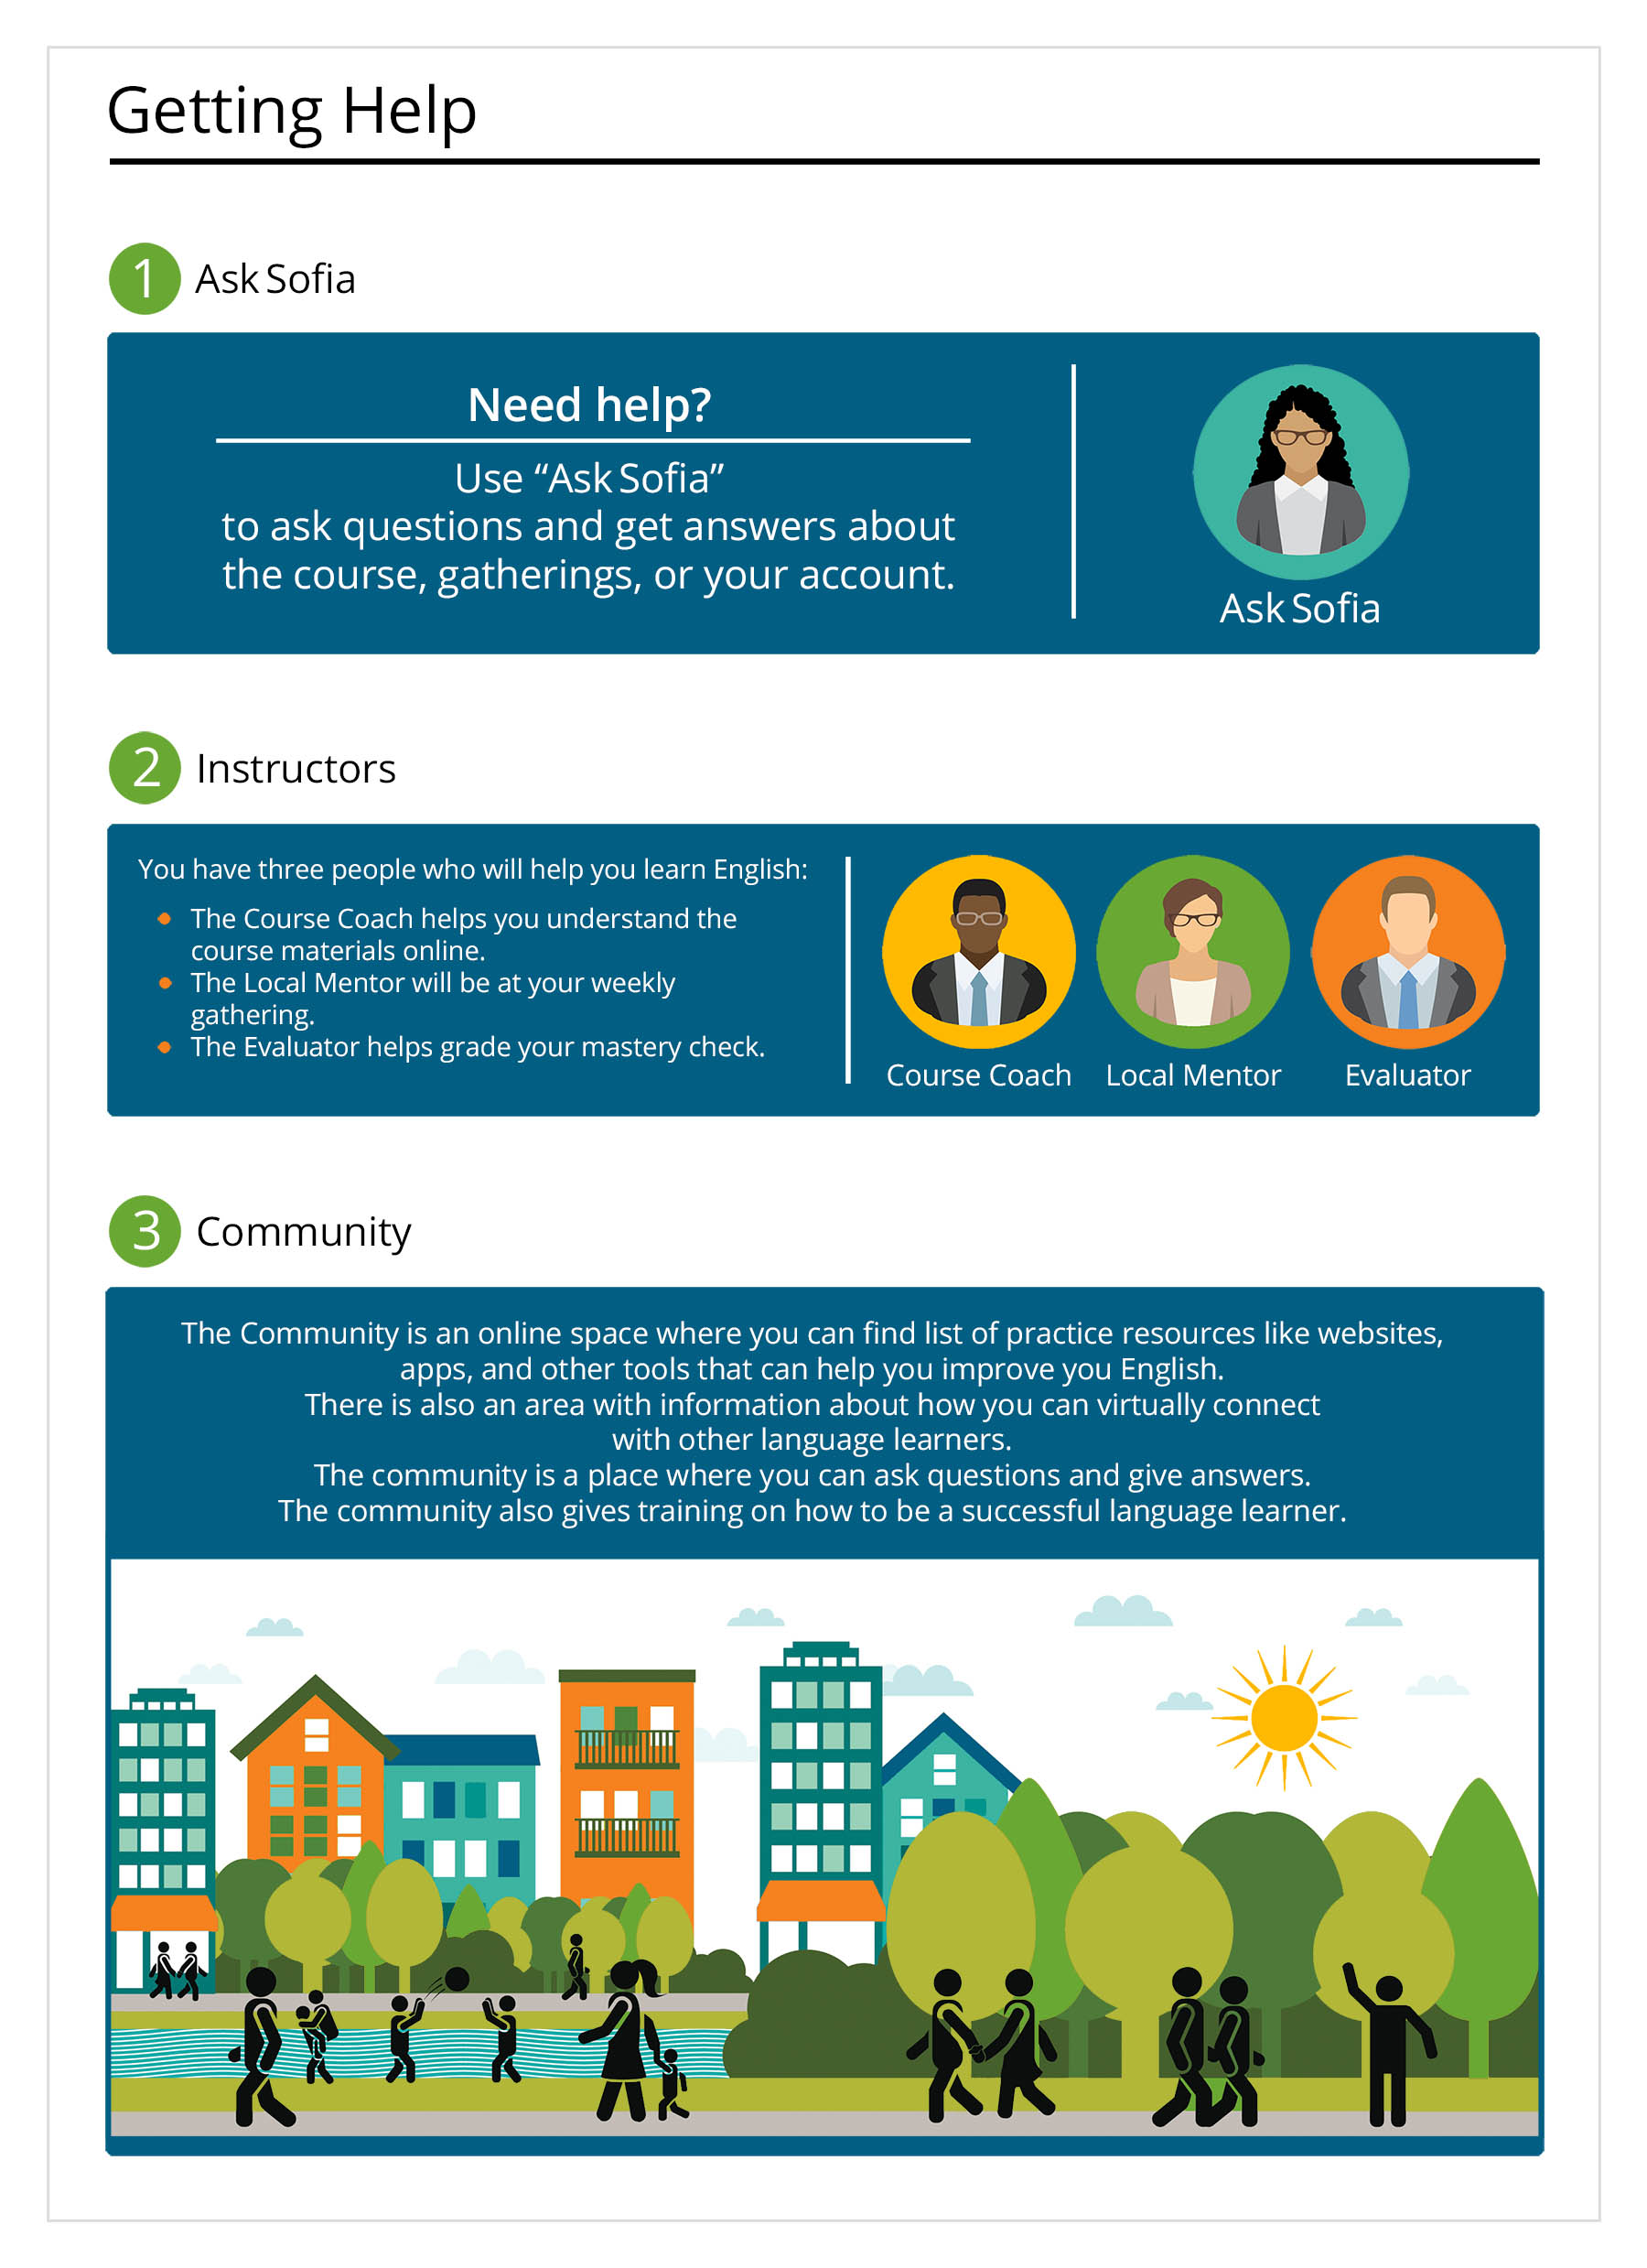 Getting Help
1 Ask Sofia
Need help?
Use “Ask Sofia”
to ask questions and get answers about
the course, gatherings, or your account.
Ask Sofia
2 Instructors
You have three people who will help you learn English:
The Course Coach helps you understand the
course materials online.
The Local Mentor will be at your weekly
gathering.
The Evaluator helps grade your mastery check.
Course Coach Local Mentor Evaluator
3 Community
The Community is an online space where you can find list of practice resources like websites,
apps, and other tools that can help you improve you English.
There is also an area with information about how you can virtually connect
with other language learners.
The community is a place where you can ask questions and give answers.
The community also gives training on how to be a successful language learner.